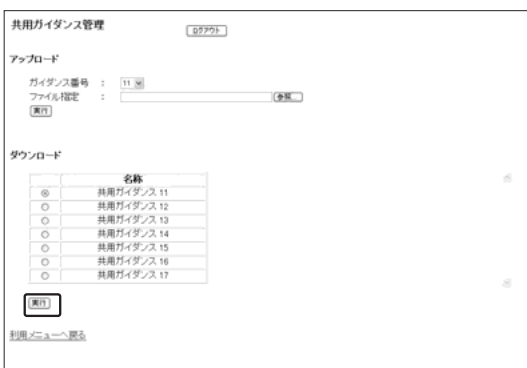 共用ガイダンス管理 ログアウト
アップロード
ガイダンス番号 : 11
ファイル指定 : 参照...
実行
ダウンロード
名称
共用ガイダンス 11
共用ガイダンス 12
共用ガイダンス 13
共用ガイダンス 14
共用ガイダンス 15
共用ガイダンス 16
共用ガイダンス 17
実行
利用メニューへ戻る